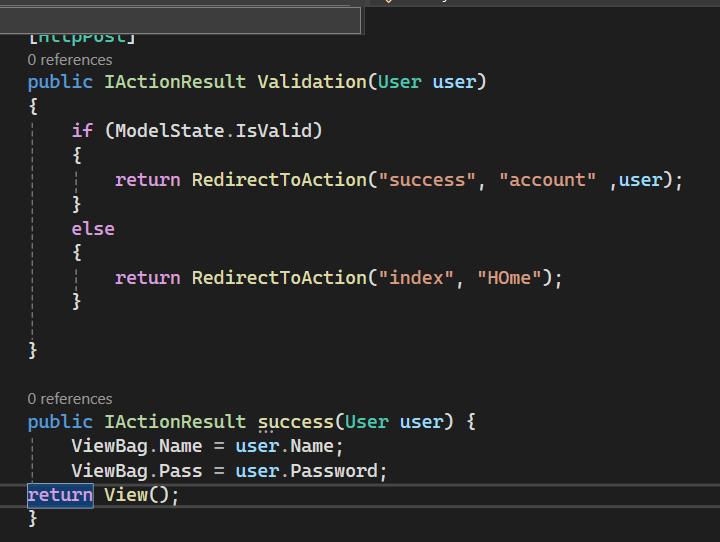 [HttpPost]
0 references
public IActionResult Validation(User user)
{
if (ModelState.IsValid)
{
return RedirectToAction("success", "account" ,user);
}
else
{
return RedirectToAction("index", "HOme");
}
}
0 references
public IActionResult success(User user) {
ViewBag.Name = user.Name;
ViewBag.Pass = user.Password;
return View();
}